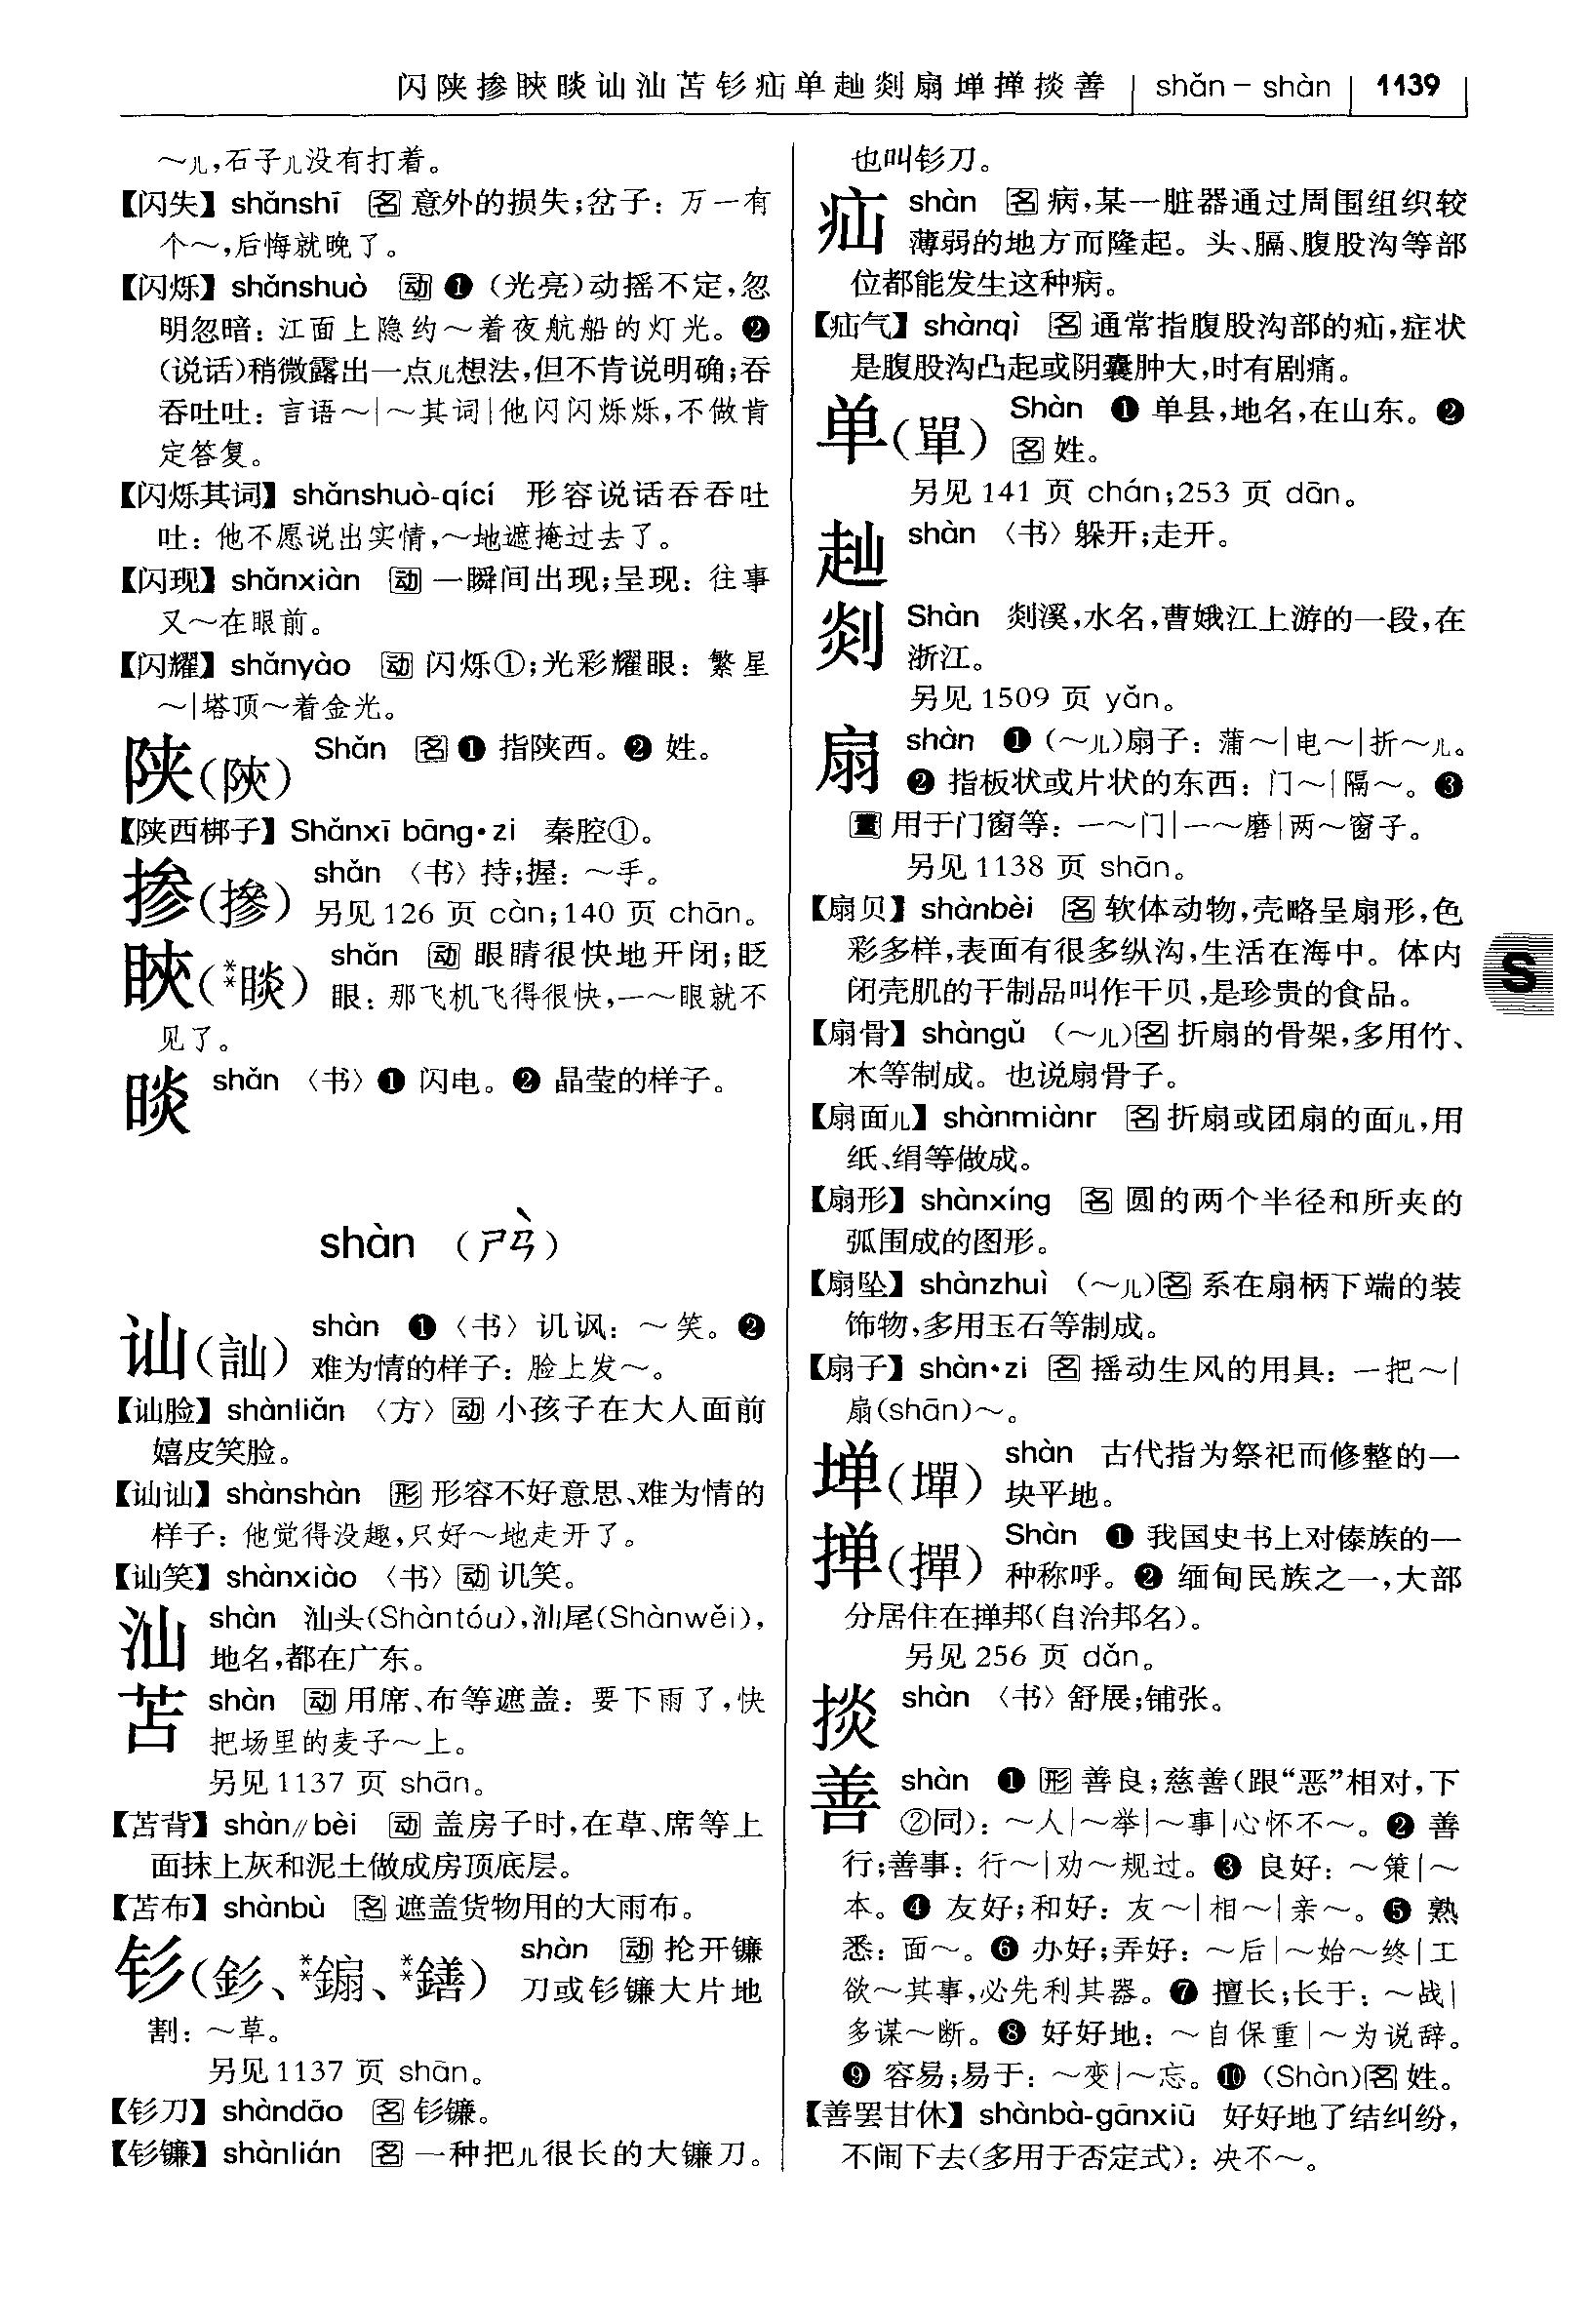 闪陕掺䀹晱讪汕苫钐疝单赸剡扇墠掸掞善 shǎn－shàn 1139
～儿,石子儿没有打着。
【闪失】shǎnshī 名 意外的损失;岔子：万一有
个～,后悔就晚了。
【闪烁】shǎnshuò 动 ❶（光亮)动摇不定,忽
明忽暗：江面上隐约～着夜航船的灯光。❷
(说话)稍微露出一点儿想法,但不肯说明确;吞
吞吐吐：言语～|～其词|他闪闪烁烁,不做肯
定答复。
【闪烁其词】shǎnshuò-qící 形容说话吞吞吐
吐：他不愿说出实情,～地遮掩过去了。
【闪现】shǎnxiàn 动 一瞬间出现;呈现：往事
又～在眼前。
【闪耀】shǎnyào 动 闪烁①;光彩耀眼：繁星
～|塔顶～着金光。
陕(陝) Shǎn 名 ❶ 指陕西。❷ 姓。
【陕西梆子】Shǎnxī bāng·zi 秦腔①。
掺(摻) shǎn 〈书〉持;握：～手。
另见126 页 càn;140 页 chān。
䀹(**睒) shǎn 动 眼睛很快地开闭;眨
眼：那飞机飞得很快,一～眼就不
见了。
晱 shǎn 〈书〉❶ 闪电。❷ 晶莹的样子。
shàn （ㄕㄢˋ）
讪(訕) shàn ❶〈书〉讥讽：～笑。❷
难为情的样子：脸上发～。
【讪脸】shànliǎn 〈方〉动 小孩子在大人面前
嬉皮笑脸。
【讪讪】shànshàn 形 形容不好意思、难为情的
样子：他觉得没趣,只好～地走开了。
【讪笑】shànxiào 〈书〉动 讥笑。
汕 shàn 汕头(Shàntóu),汕尾(Shànwěi),
地名,都在广东。
苫 shàn 动 用席、布等遮盖：要下雨了,快
把场里的麦子～上。
另见1137 页 shān。
【苫背】shàn//bèi 动 盖房子时,在草、席等上
面抹上灰和泥土做成房顶底层。
【苫布】shànbù 名 遮盖货物用的大雨布。
钐(釤、**鍽、**鐥) shàn 动 抡开镰
刀或钐镰大片地
割：～草。
另见1137 页 shān。
【钐刀】shàndāo 名 钐镰。
【钐镰】shànlián 名 一种把儿很长的大镰刀。
也叫钐刀。
疝 shàn 名 病,某一脏器通过周围组织较
薄弱的地方而隆起。头、膈、腹股沟等部
位都能发生这种病。
【疝气】shànqì 名 通常指腹股沟部的疝,症状
是腹股沟凸起或阴囊肿大,时有剧痛。
单(單) Shàn ❶ 单县,地名,在山东。❷
名 姓。
另见141 页 chán;253 页 dān。
赸 shàn 〈书〉躲开;走开。
剡 Shàn 剡溪,水名,曹娥江上游的一段,在
浙江。
另见1509 页 yǎn。
扇 shàn ❶（～儿)扇子：蒲～|电～|折～儿。
❷ 指板状或片状的东西：门～|隔～。❸
量 用于门窗等：一～门|一～磨|两～窗子。
另见1138 页 shān。
【扇贝】shànbèi 名 软体动物,壳略呈扇形,色
彩多样,表面有很多纵沟,生活在海中。体内
闭壳肌的干制品叫作干贝,是珍贵的食品。
【扇骨】shàngǔ （～儿)名 折扇的骨架,多用竹、
木等制成。也说扇骨子。
【扇面儿】shànmiànr 名 折扇或团扇的面儿,用
纸、绢等做成。
【扇形】shànxíng 名 圆的两个半径和所夹的
弧围成的图形。
【扇坠】shànzhuì （～儿)名 系在扇柄下端的装
饰物,多用玉石等制成。
【扇子】shàn·zi 名 摇动生风的用具：一把～|
扇(shān)～。
墠(墠) shàn 古代指为祭祀而修整的一
块平地。
掸(撣) Shàn ❶ 我国史书上对傣族的一
种称呼。❷ 缅甸民族之一,大部
分居住在掸邦(自治邦名)。
另见256 页 dǎn。
掞 shàn 〈书〉舒展;铺张。
善 shàn ❶ 形 善良;慈善(跟“恶”相对,下
②同)：～人|～举|～事|心怀不～。❷ 善
行;善事：行～|劝～规过。❸ 良好：～策|～
本。❹ 友好;和好：友～|相～|亲～。❺ 熟
悉：面～。❻ 办好;弄好：～后|～始～终|工
欲～其事,必先利其器。❼ 擅长;长于：～战|
多谋～断。❽ 好好地：～自保重|～为说辞。
❾ 容易;易于：～变|～忘。❿（Shàn)名 姓。
【善罢甘休】shànbà-gānxiū 好好地了结纠纷,
不闹下去(多用于否定式)：决不～。
S